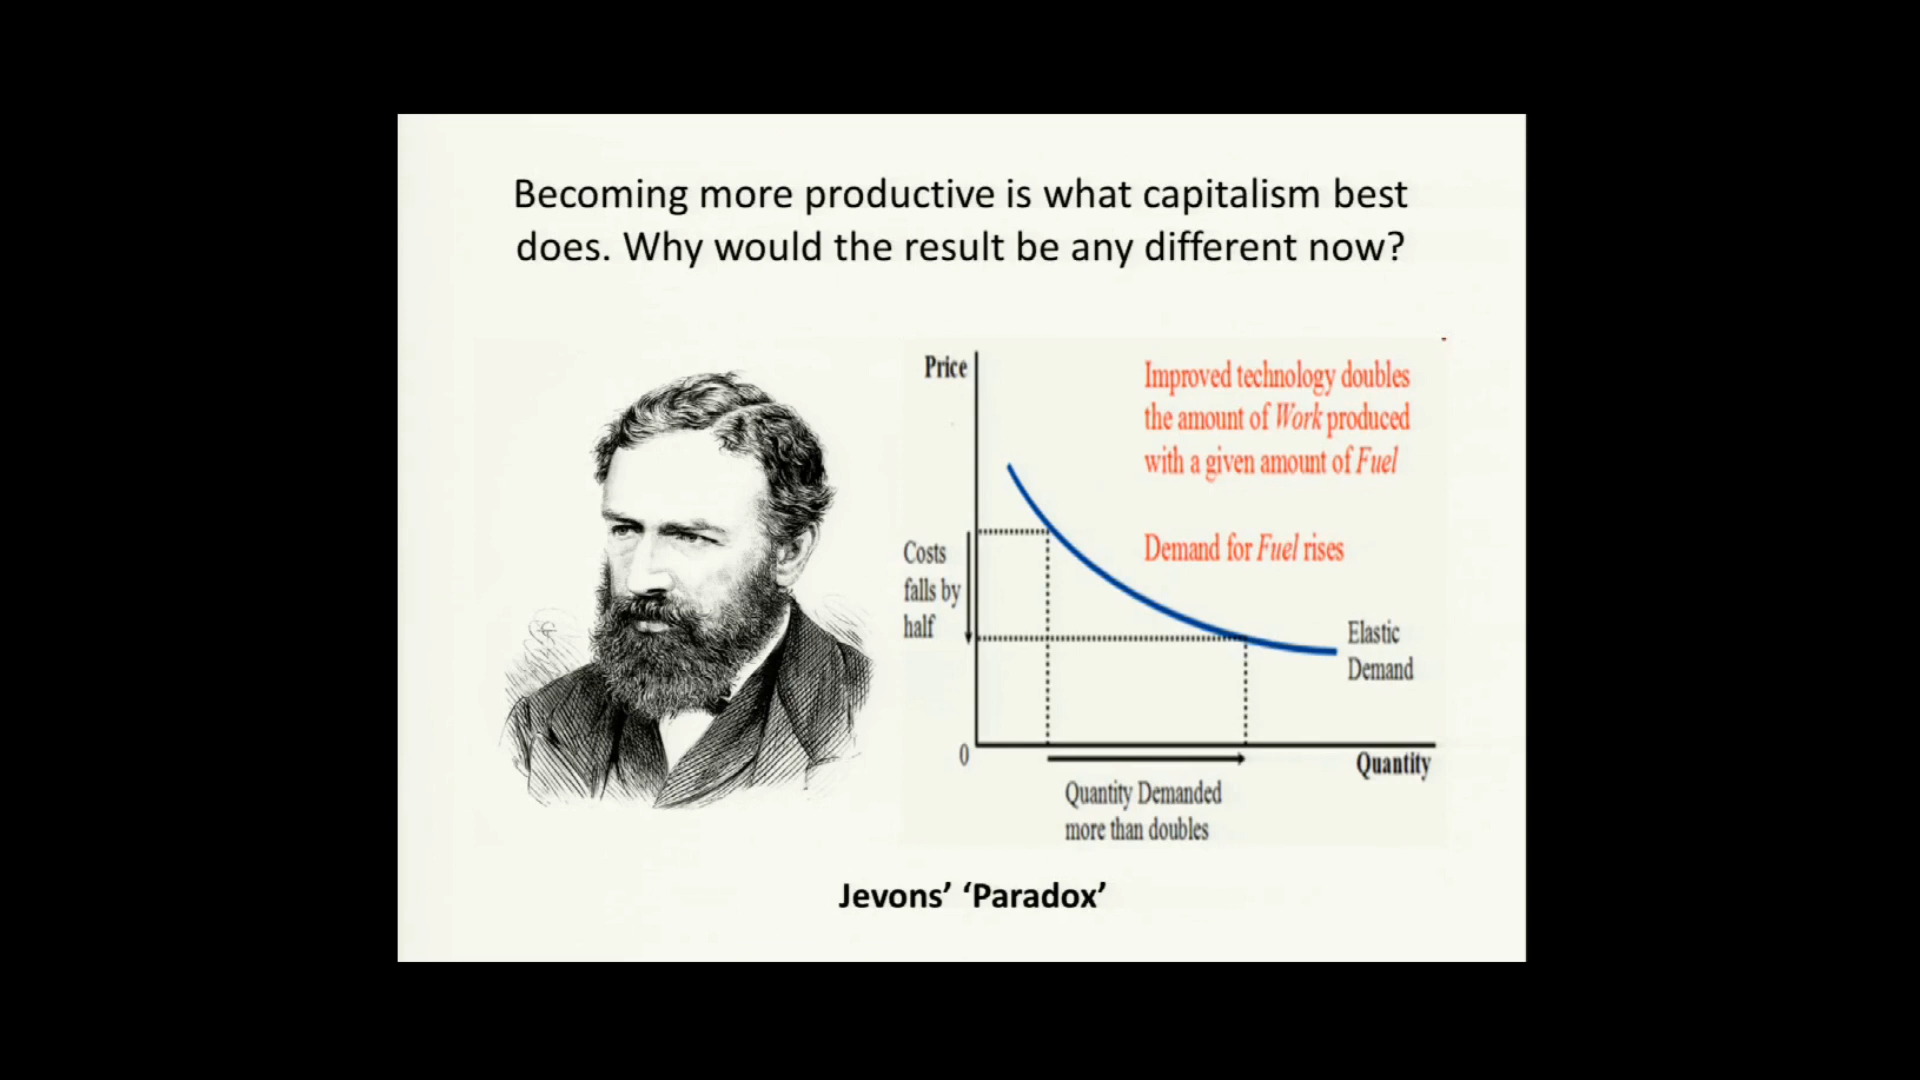 Becoming more productive is what capitalism best
does. Why would the result be any different now?
Price
Improved technology doubles
the amount of Work produced
with a given amount of Fuel
Demand for Fuel rises
Costs
falls by
half
Elastic
Demand
0
Quantity
Quantity Demanded
more than doubles
Jevons’ ‘Paradox’